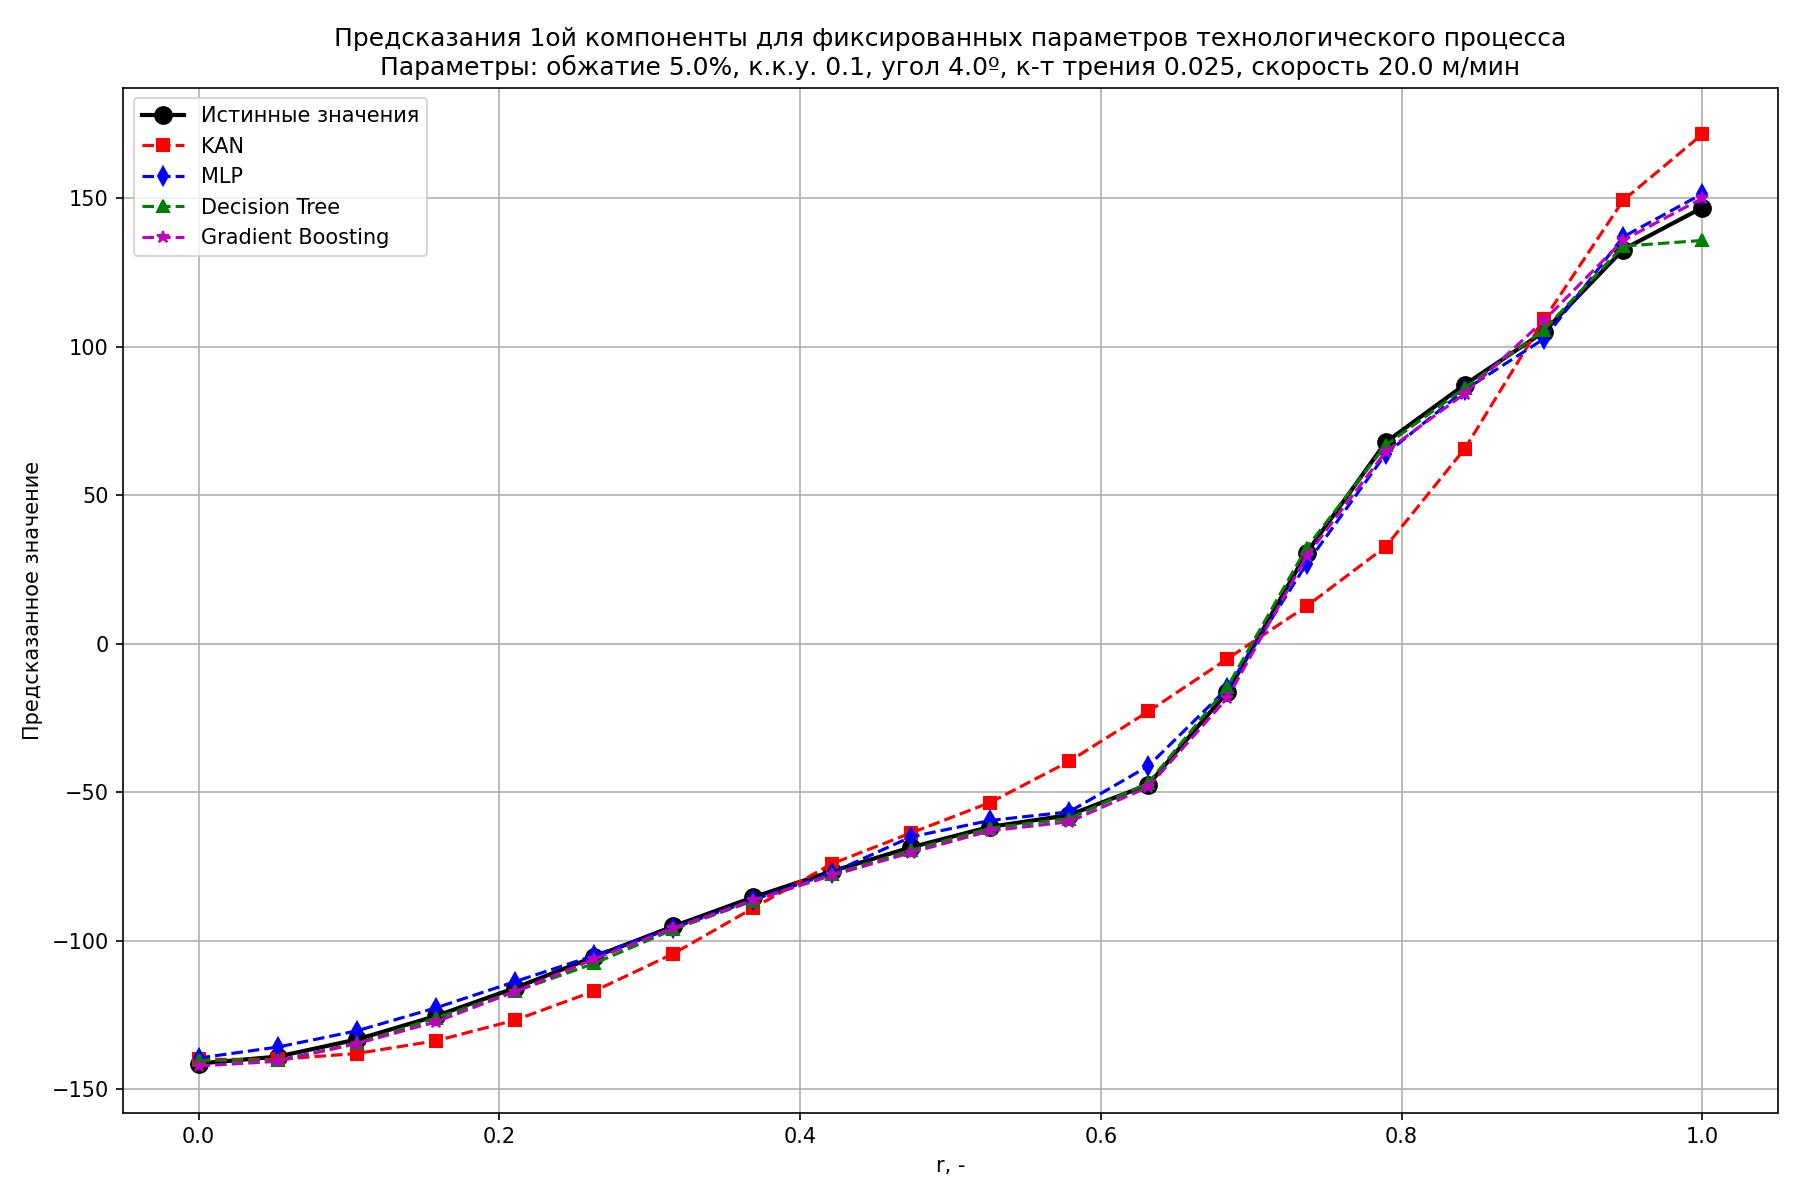 Предсказания 1ой компоненты для фиксированных параметров технологического процесса
Параметры: обжатие 5.0%, к.к.у. 0.1, угол 4.0º, к-т трения 0.025, скорость 20.0 м/мин
Истинные значения
KAN
MLP
Decision Tree
Gradient Boosting
Предсказанное значение
150
100
50
0
−50
−100
−150
0.0
0.2
0.4
0.6
0.8
1.0
r, -